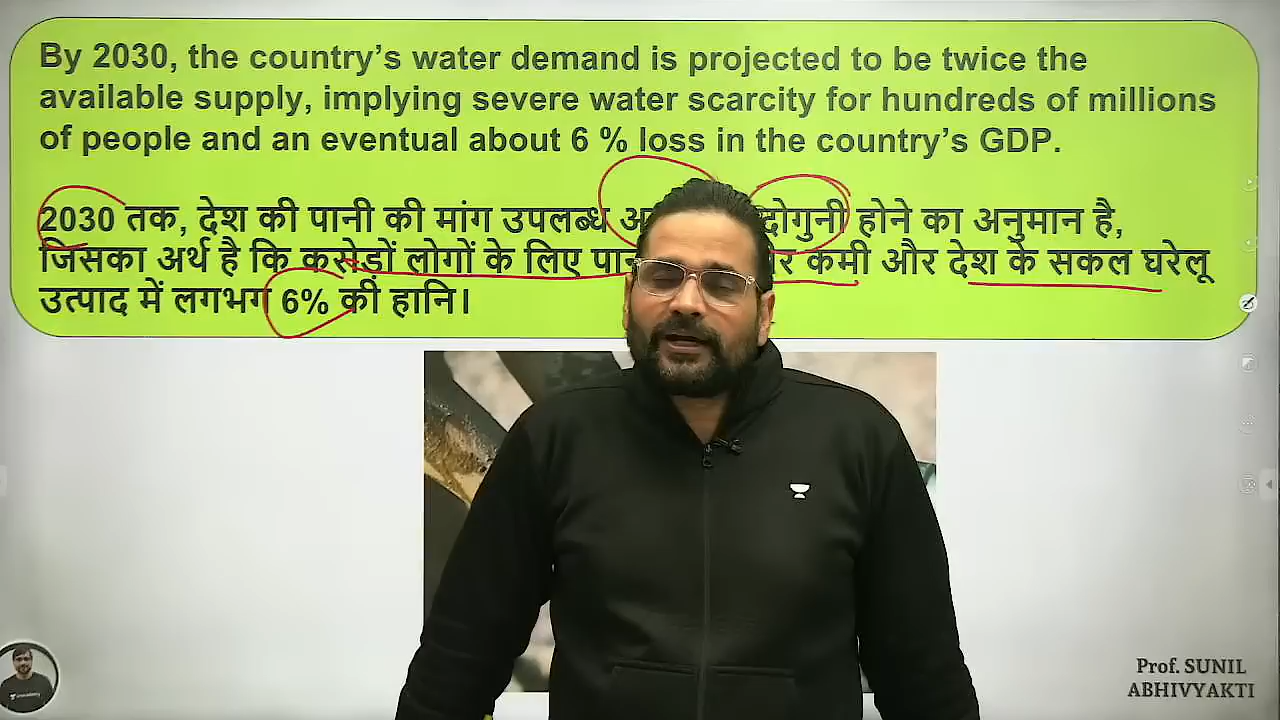 By 2030, the country's water demand is projected to be twice the
available supply, implying severe water scarcity for hundreds of millions
of people and an eventual about 6 % loss in the country's GDP.
2030 तक, देश की पानी की मांग उपलब्ध दोगुनी होने का अनुमान है,
जिसका अर्थ है कि करोड़ों लोगों के लिए कमी और देश के सकल घरेलू
उत्पाद में लगभग 6% की हानि।
Prof. SUNIL
ABHIVYAKTI